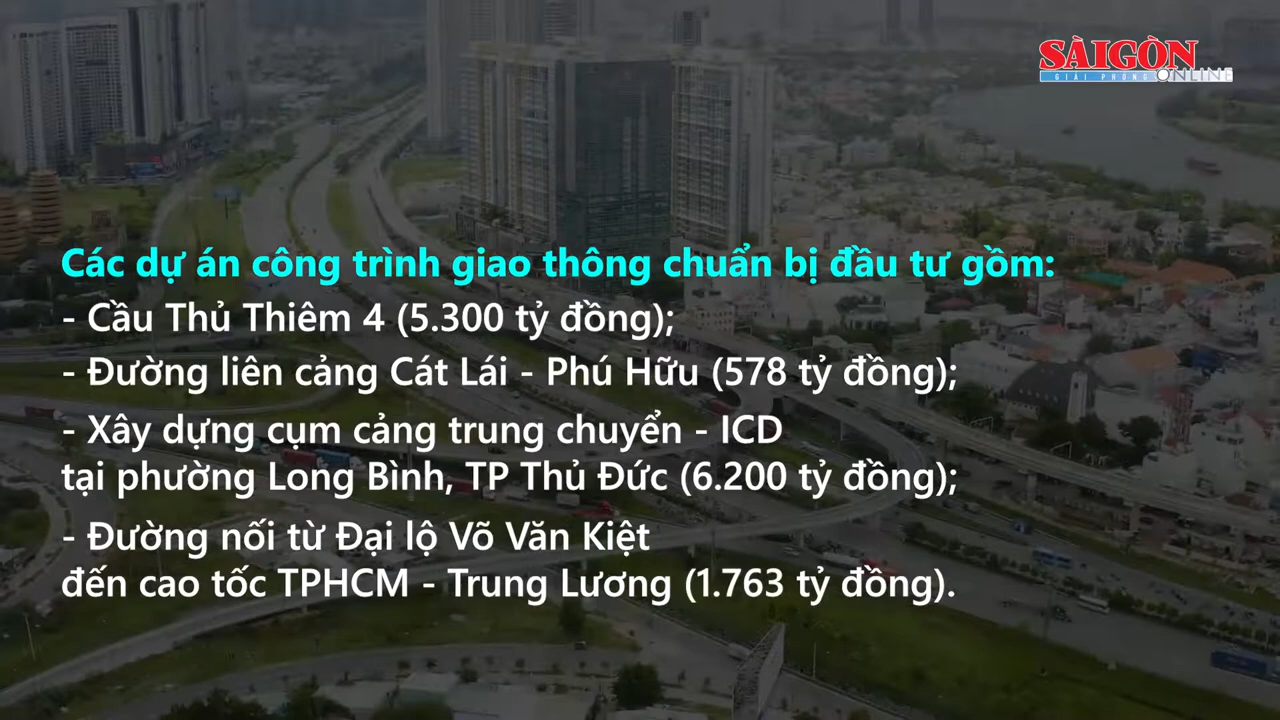 SÀIGÒN
GIẢI PHÓNG ONLINE
Các dự án công trình giao thông chuẩn bị đầu tư gồm:
- Cầu Thủ Thiêm 4 (5.300 tỷ đồng);
- Đường liên cảng Cát Lái - Phú Hữu (578 tỷ đồng);
- Xây dựng cụm cảng trung chuyển - ICD
tại phường Long Bình, TP Thủ Đức (6.200 tỷ đồng);
- Đường nối từ Đại lộ Võ Văn Kiệt
đến cao tốc TPHCM - Trung Lương (1.763 tỷ đồng).